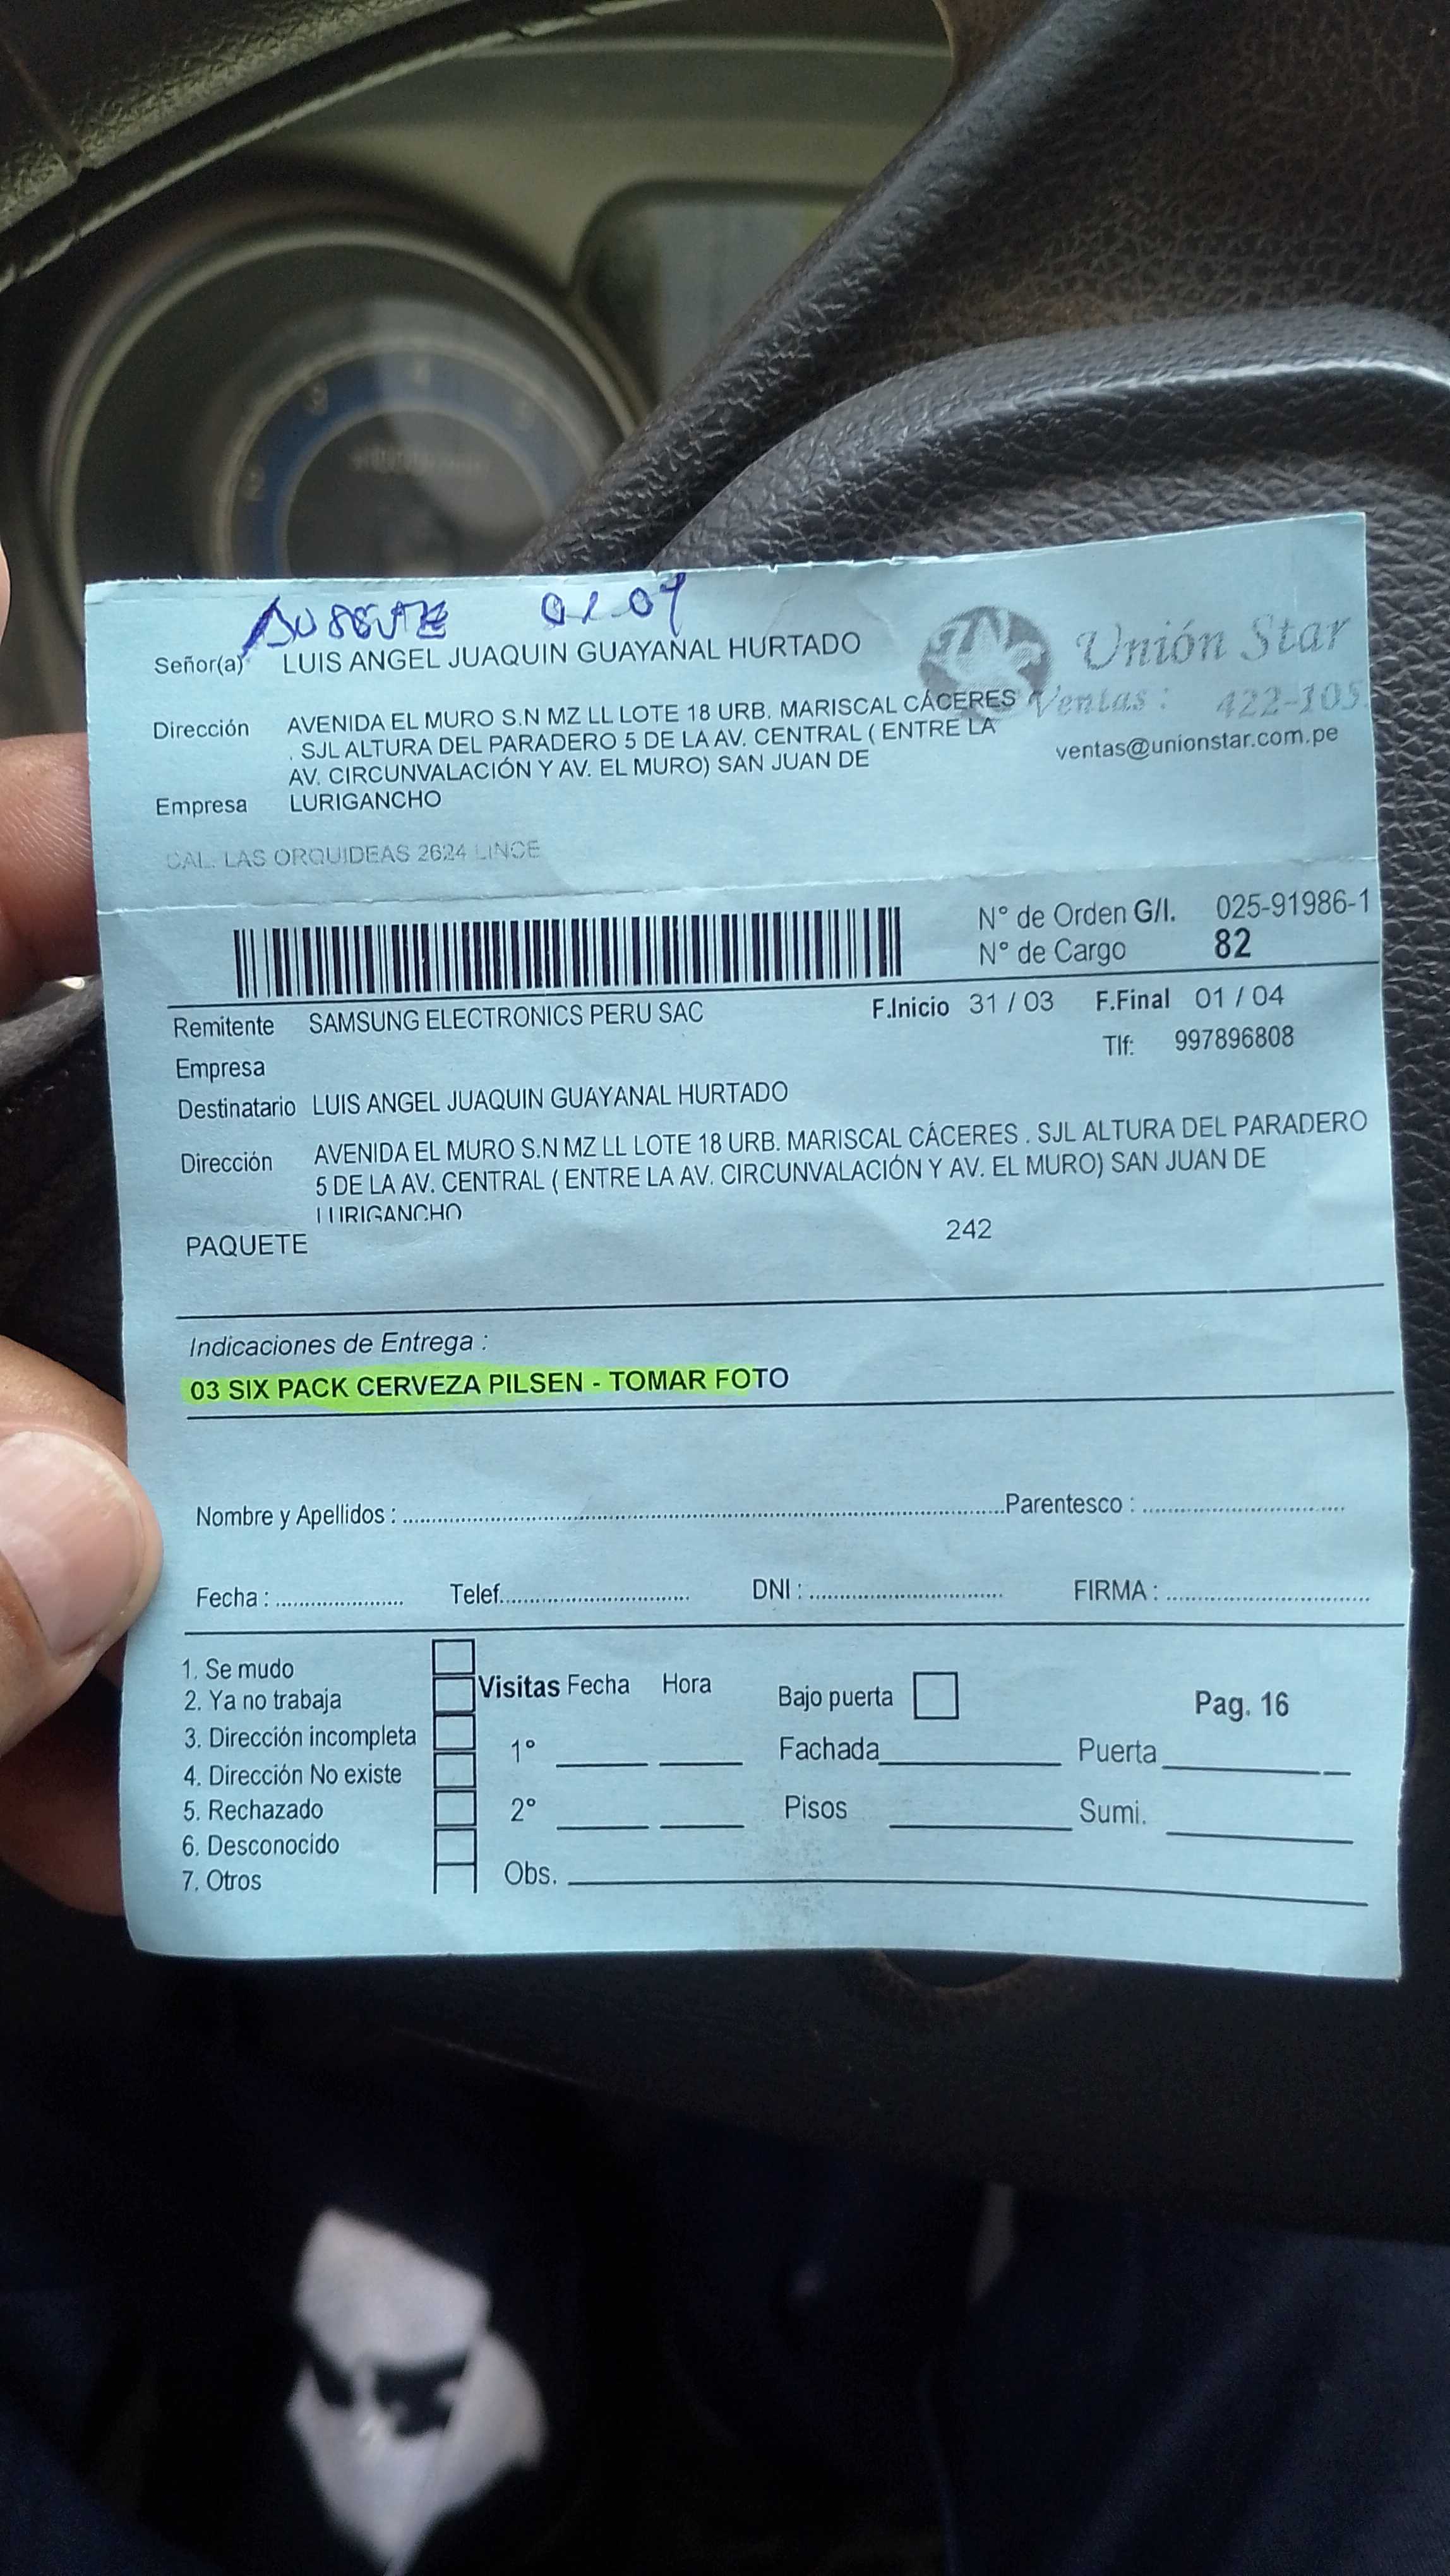 AUSENTE 01-04
Señor(a) LUIS ANGEL JUAQUIN GUAYANAL HURTADO
Unión Star
Dirección AVENIDA EL MURO S.N MZ LL LOTE 18 URB. MARISCAL CÁCERES
. SJL ALTURA DEL PARADERO 5 DE LA AV. CENTRAL ( ENTRE LA
AV. CIRCUNVALACIÓN Y AV. EL MURO) SAN JUAN DE
Empresa LURIGANCHO
Ventas : 422-105
ventas@unionstar.com.pe
CAL. LAS ORQUIDEAS 2624 LINCE
N° de Orden G/I. 025-91986-1
N° de Cargo 82
Remitente SAMSUNG ELECTRONICS PERU SAC F.Inicio 31 / 03 F.Final 01 / 04
Empresa Tlf: 997896808
Destinatario LUIS ANGEL JUAQUIN GUAYANAL HURTADO
Dirección AVENIDA EL MURO S.N MZ LL LOTE 18 URB. MARISCAL CÁCERES . SJL ALTURA DEL PARADERO
5 DE LA AV. CENTRAL ( ENTRE LA AV. CIRCUNVALACIÓN Y AV. EL MURO) SAN JUAN DE
LURIGANCHO
PAQUETE 242
Indicaciones de Entrega :
03 SIX PACK CERVEZA PILSEN - TOMAR FOTO
Nombre y Apellidos : Parentesco :
Fecha : Telef. DNI : FIRMA :
1. Se mudo
2. Ya no trabaja
3. Dirección incompleta
4. Dirección No existe
5. Rechazado
6. Desconocido
7. Otros
Visitas Fecha Hora
1°
2°
Obs.
Bajo puerta Pag. 16
Fachada Puerta
Pisos Sumi.